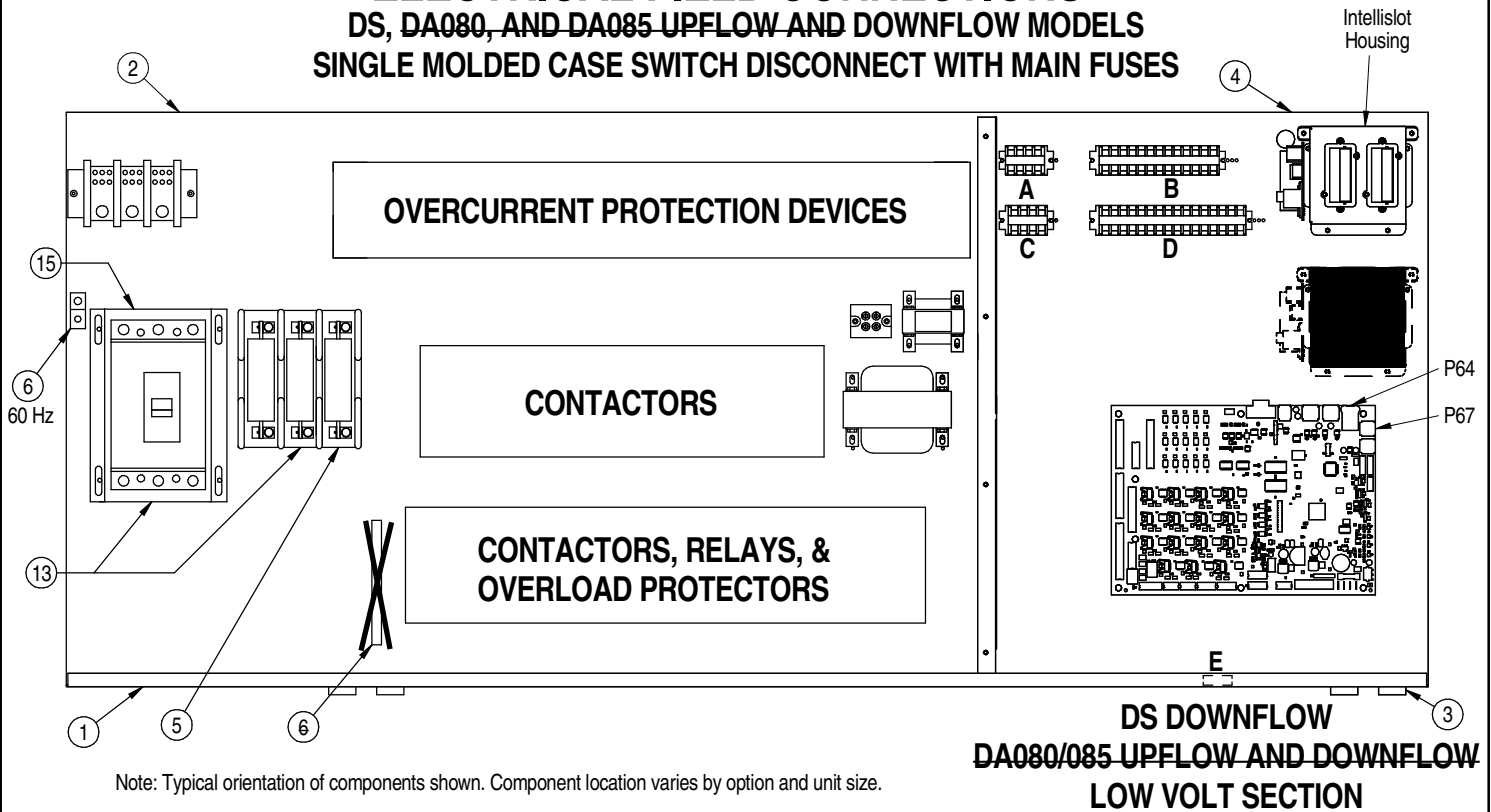 ELECTRICAL FIELD CONNECTIONS
DS, DA080, AND DA085 UPFLOW AND DOWNFLOW MODELS
SINGLE MOLDED CASE SWITCH DISCONNECT WITH MAIN FUSES
Intellislot
Housing
2
4
OVERCURRENT PROTECTION DEVICES
A
B
C
D
15
6
60 Hz
CONTACTORS
P64
P67
13
CONTACTORS, RELAYS, &
OVERLOAD PROTECTORS
E
1
5
6
3
DS DOWNFLOW
DA080/085 UPFLOW AND DOWNFLOW
LOW VOLT SECTION
Note: Typical orientation of components shown. Component location varies by option and unit size.